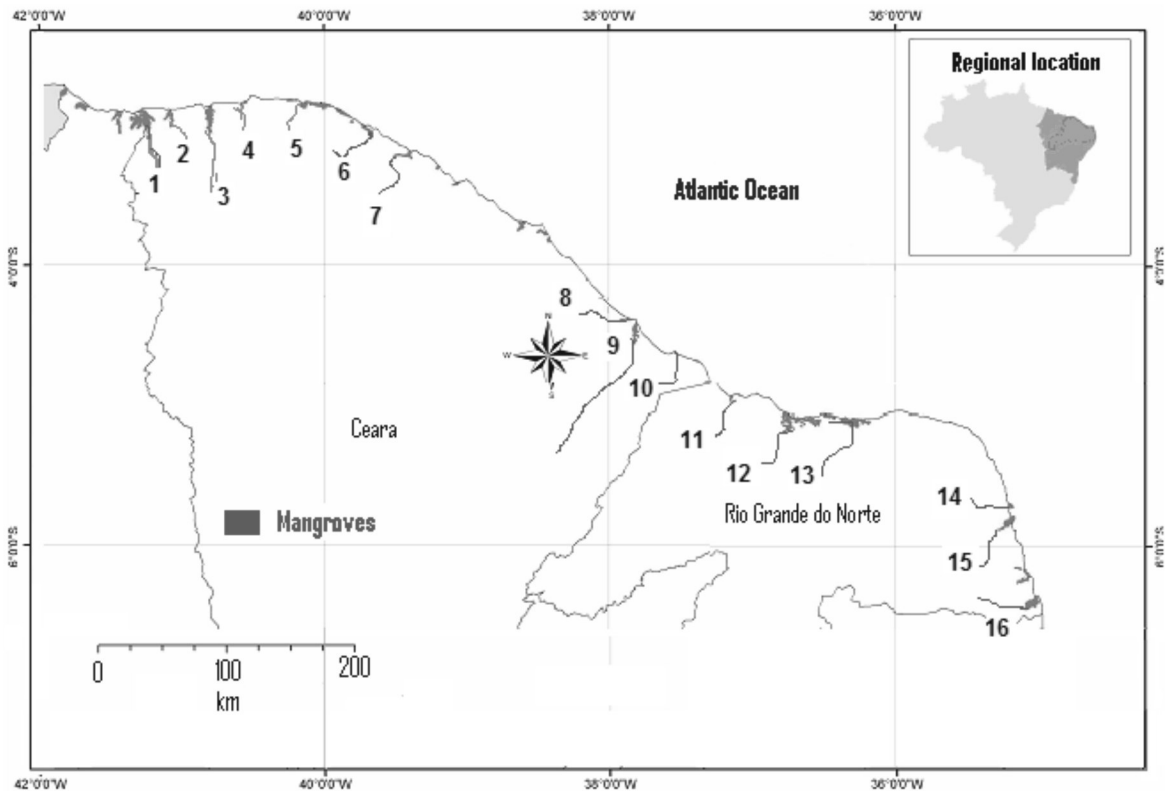 42°0'0"W 40°0'0"W 38°0'0"W 36°0'0"W
Regional location
Atlantic Ocean
1
2
3
4
5
6
7
4°0'0"S 4°0'0"S
8
N
W E
S
9
10
Ceara
11
12
13
Rio Grande do Norte
14
15
16
Mangroves
6°0'0"S 6°0'0"S
0 100 200
km
42°0'0"W 40°0'0"W 38°0'0"W 36°0'0"W